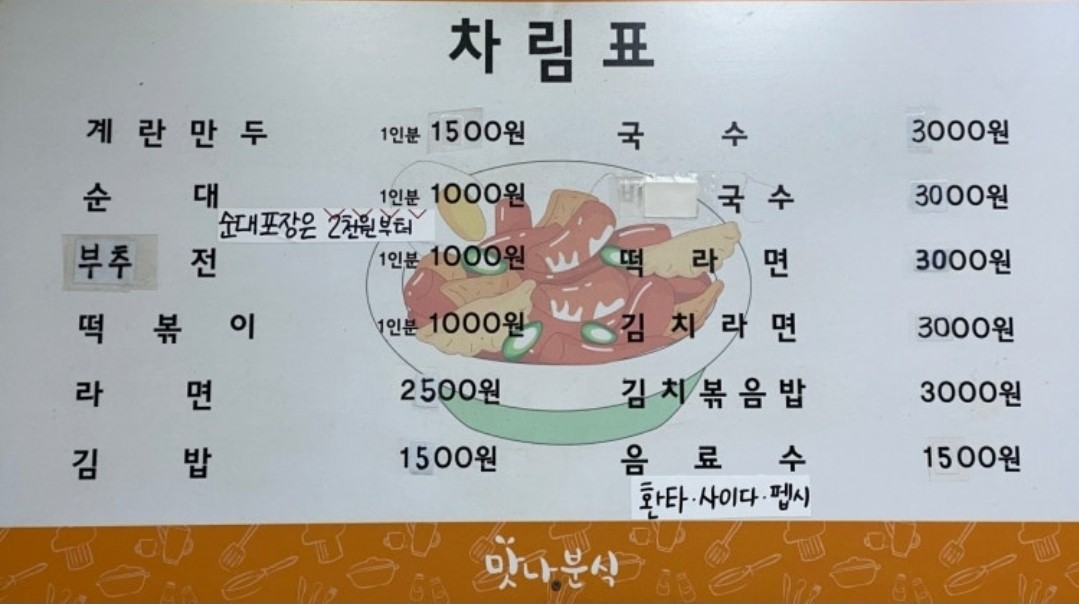 차림표
계란만두 1인분 1500원
순대 1인분 1000원
순대포장은 2천원부터
부추전 1인분 1000원
떡볶이 1인분 1000원
라면 2500원
김밥 1500원
국수 3000원
국수 3000원
떡라면 3000원
김치라면 3000원
김치볶음밥 3000원
음료수 1500원
환타·사이다·펩시
맛나분식